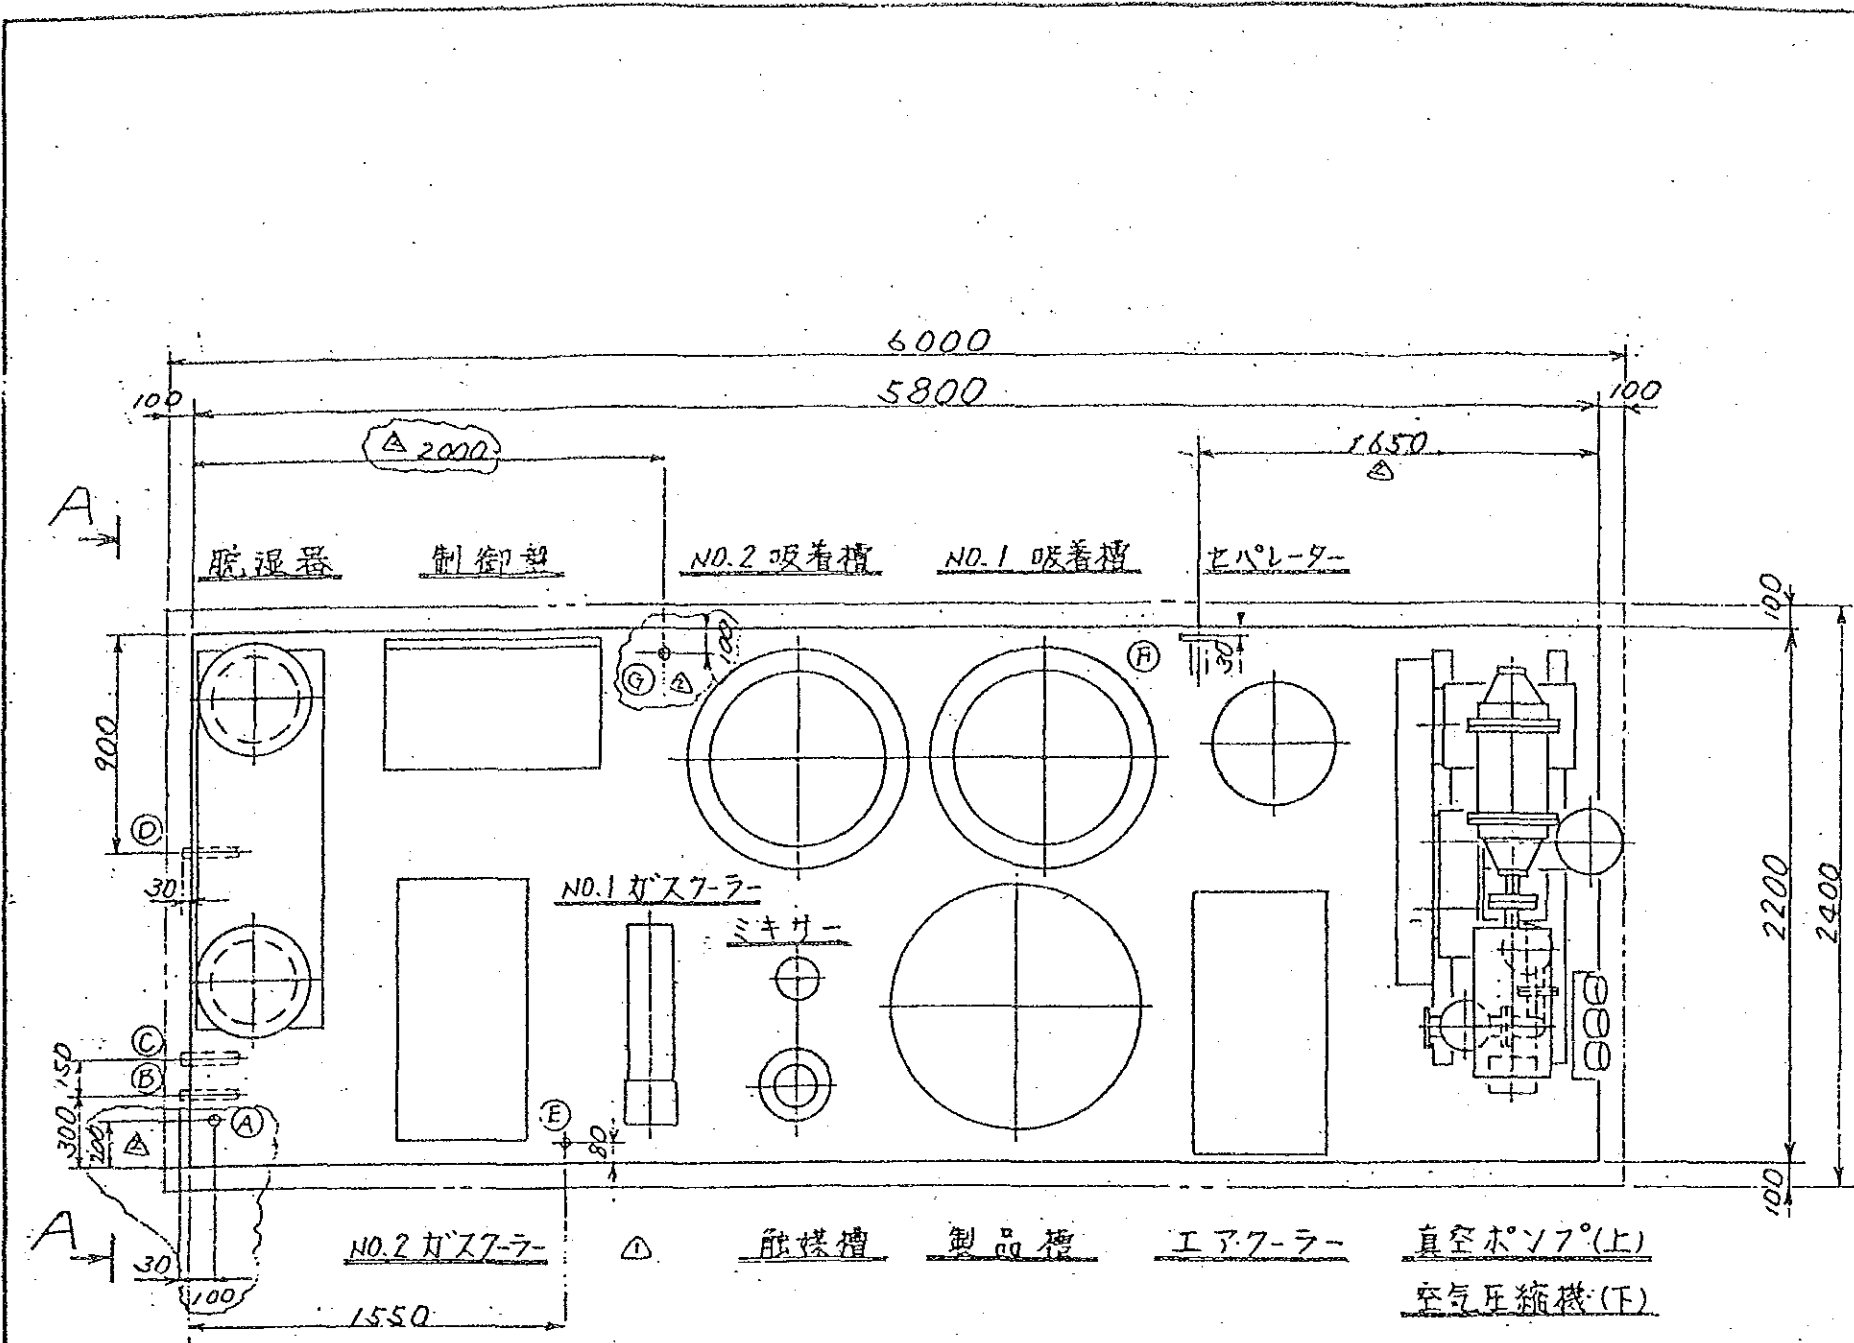 6000
5800
100
100
2000
1650
A
脱湿器
制御盤
NO.2 吸着槽
NO.1 吸着槽
セパレーター
100
100
G
H
30
900
D
30
NO.1 ガスクーラー
ミキサー
2200
2400
C
150
B
300
200
A
E
80
100
A
NO.2 ガスクーラー
1
触媒槽
製品槽
エアクーラー
真空ポンプ(上)
空気圧縮機(下)
30
100
1550